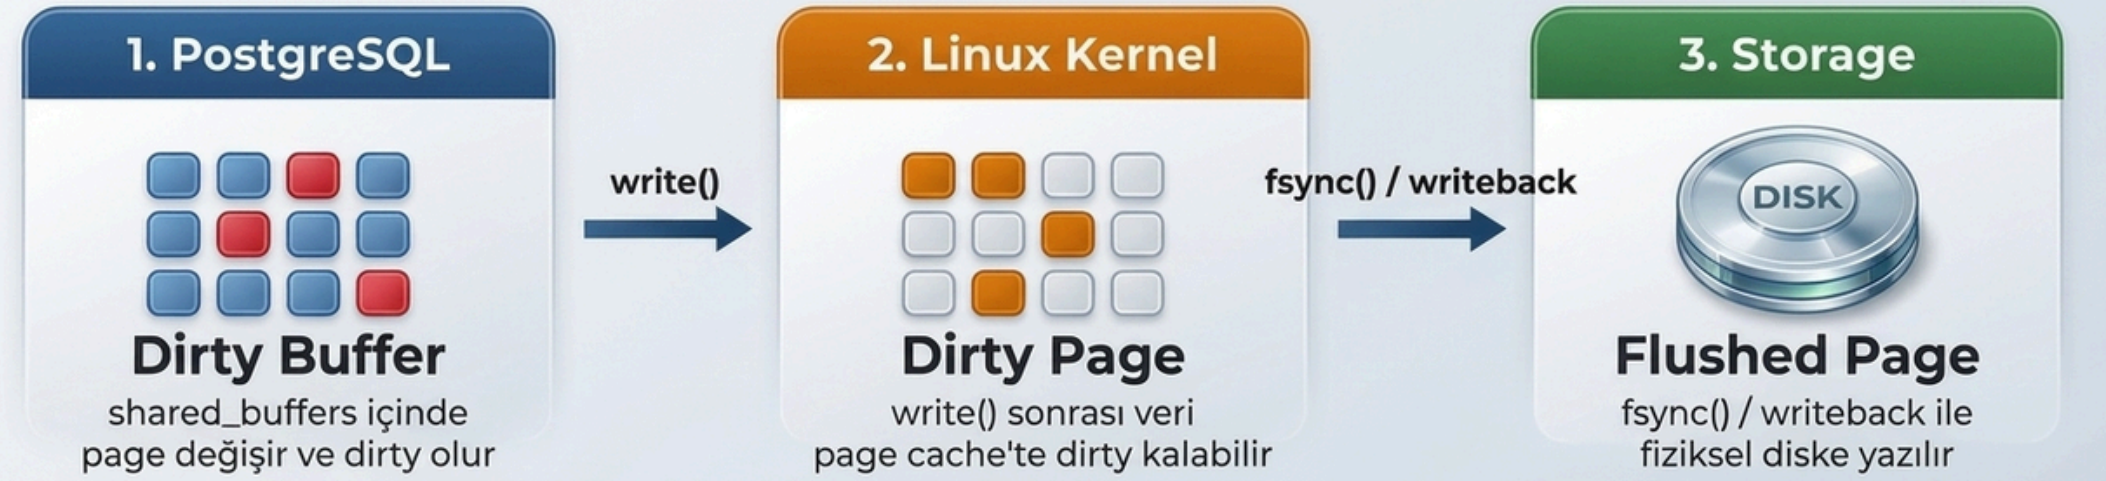 1. PostgreSQL
Dirty Buffer
shared_buffers içinde
page değişir ve dirty olur
write()
2. Linux Kernel
Dirty Page
write() sonrası veri
page cache'te dirty kalabilir
fsync() / writeback
3. Storage
DISK
Flushed Page
fsync() / writeback ile
fiziksel diske yazılır